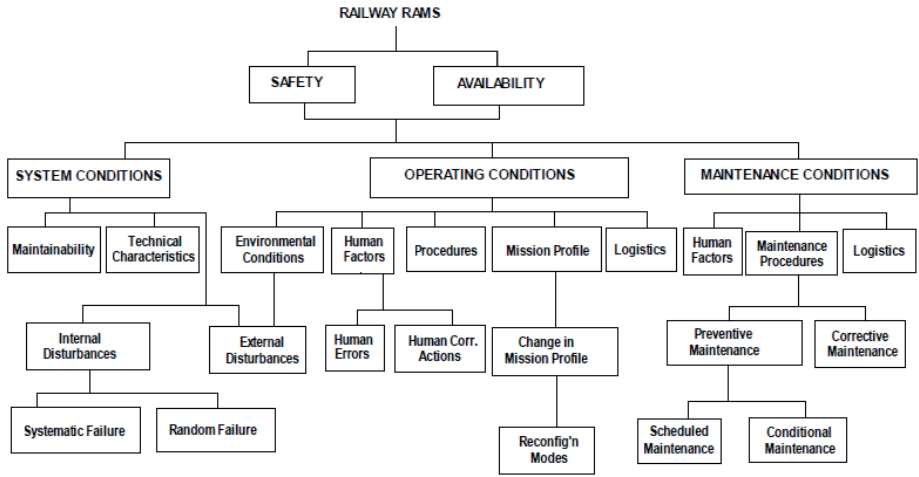 RAILWAY RAMS
SAFETY
AVAILABILITY
SYSTEM CONDITIONS
OPERATING CONDITIONS
MAINTENANCE CONDITIONS
Maintainability
Technical
Characteristics
Environmental
Conditions
Human
Factors
Procedures
Mission Profile
Logistics
Human
Factors
Maintenance
Procedures
Logistics
Internal
Disturbances
External
Disturbances
Human
Errors
Human Corr.
Actions
Change in
Mission Profile
Preventive
Maintenance
Corrective
Maintenance
Systematic Failure
Random Failure
Reconfig'n
Modes
Scheduled
Maintenance
Conditional
Maintenance